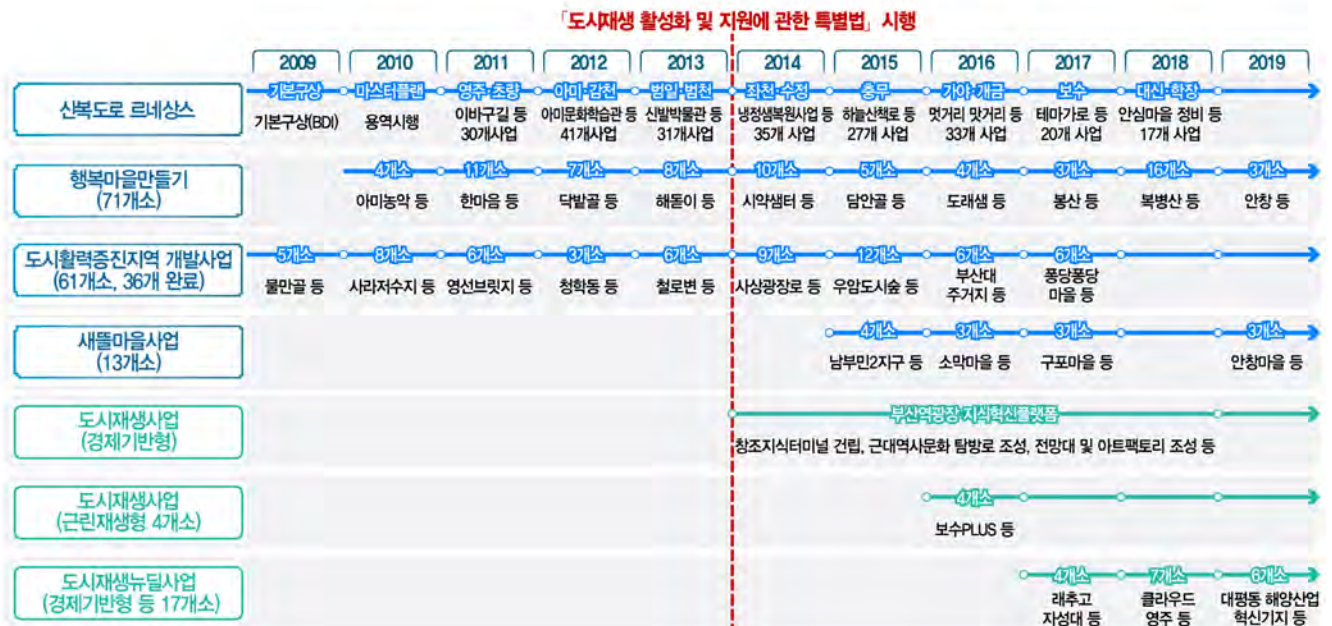 「도시재생 활성화 및 지원에 관한 특별법」 시행
2009 2010 2011 2012 2013 2014 2015 2016 2017 2018 2019
산복도로 르네상스
기본구상 마스터플랜 영주·초량 아미·감천 범일·범천 좌천·수정 충무 가야·개금 보수 대신·학장
기본구상(BDI) 용역시행 이바구길 등 아미문화학습관 등 신발박물관 등 냉정샘복원사업 등 하늘산책로 등 멋거리 맛거리 등 테마가로 등 안심마을 정비 등
30개사업 41개사업 31개사업 35개 사업 27개 사업 33개 사업 20개 사업 17개 사업
행복마을만들기
(71개소)
4개소 11개소 7개소 8개소 10개소 5개소 4개소 3개소 16개소 3개소
아미농악 등 한마음 등 닥밭골 등 해돋이 등 시약샘터 등 담안골 등 도래샘 등 봉산 등 복병산 등 안창 등
도시활력증진지역 개발사업
(61개소, 36개 완료)
5개소 8개소 6개소 3개소 6개소 9개소 12개소 6개소 6개소
물만골 등 사라저수지 등 영선브릿지 등 청학동 등 철로변 등 사상광장로 등 우암도시숲 등 부산대 퐁당퐁당
주거지 등 마을 등
새뜰마을사업
(13개소)
4개소 3개소 3개소 3개소
남부민2지구 등 소막마을 등 구포마을 등 안창마을 등
도시재생사업
(경제기반형)
부산역광장 지식혁신플랫폼
창조지식터미널 건립, 근대역사문화 탐방로 조성, 전망대 및 아트팩토리 조성 등
도시재생사업
(근린재생형 4개소)
4개소
보수PLUS 등
도시재생뉴딜사업
(경제기반형 등 17개소)
4개소 7개소 6개소
래추고 클라우드 대평동 해양산업
자성대 등 영주 등 혁신기지 등